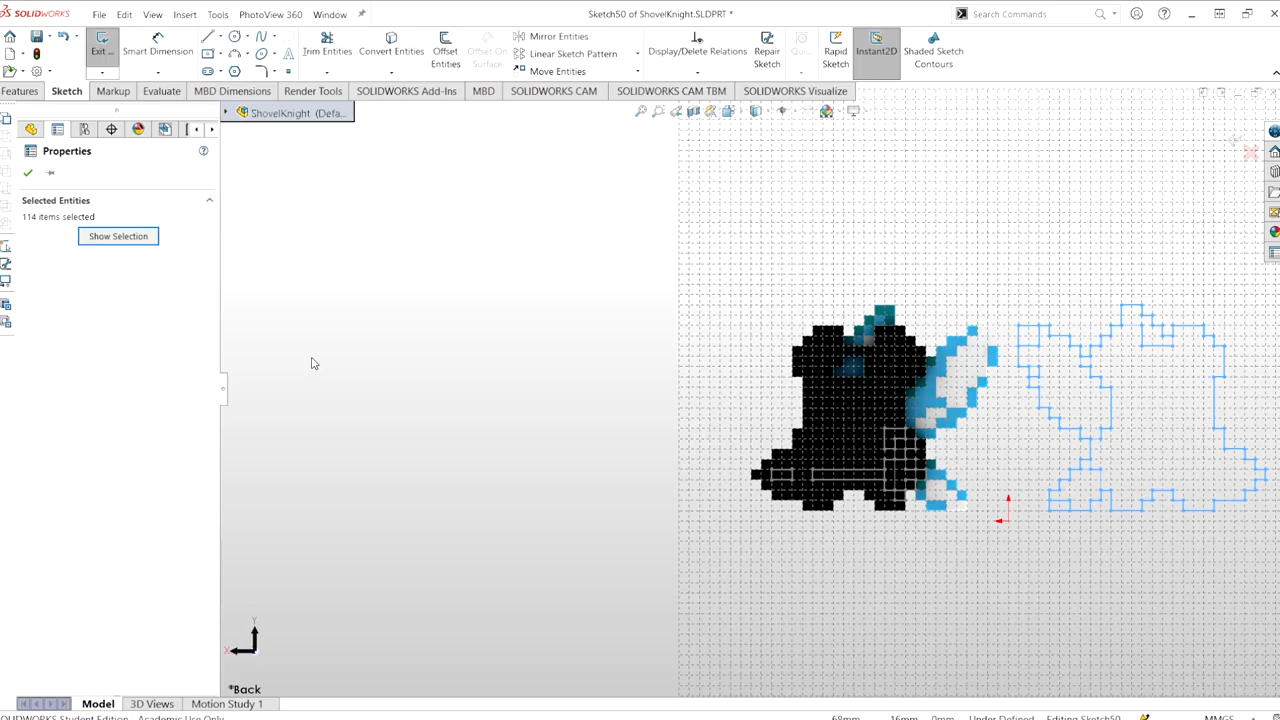 SOLIDWORKS File Edit View Insert Tools PhotoView 360 Window Sketch50 of ShovelKnight.SLDPRT * Search Commands
Exit ... Smart Dimension Trim Entities Convert Entities Offset Entities Offset On Surface Mirror Entities Linear Sketch Pattern Move Entities Display/Delete Relations Repair Sketch Qui... Rapid Sketch Instant2D Shaded Sketch Contours
Features Sketch Markup Evaluate MBD Dimensions Render Tools SOLIDWORKS Add-Ins MBD SOLIDWORKS CAM SOLIDWORKS CAM TBM SOLIDWORKS Visualize
ShovelKnight (Defa...
Properties
Selected Entities
114 items selected
Show Selection
Y
X
*Back
Model 3D Views Motion Study 1
SOLIDWORKS Student Edition - Academic Use Only 68mm 16mm 0mm Under Defined Editing Sketch50 MMGS